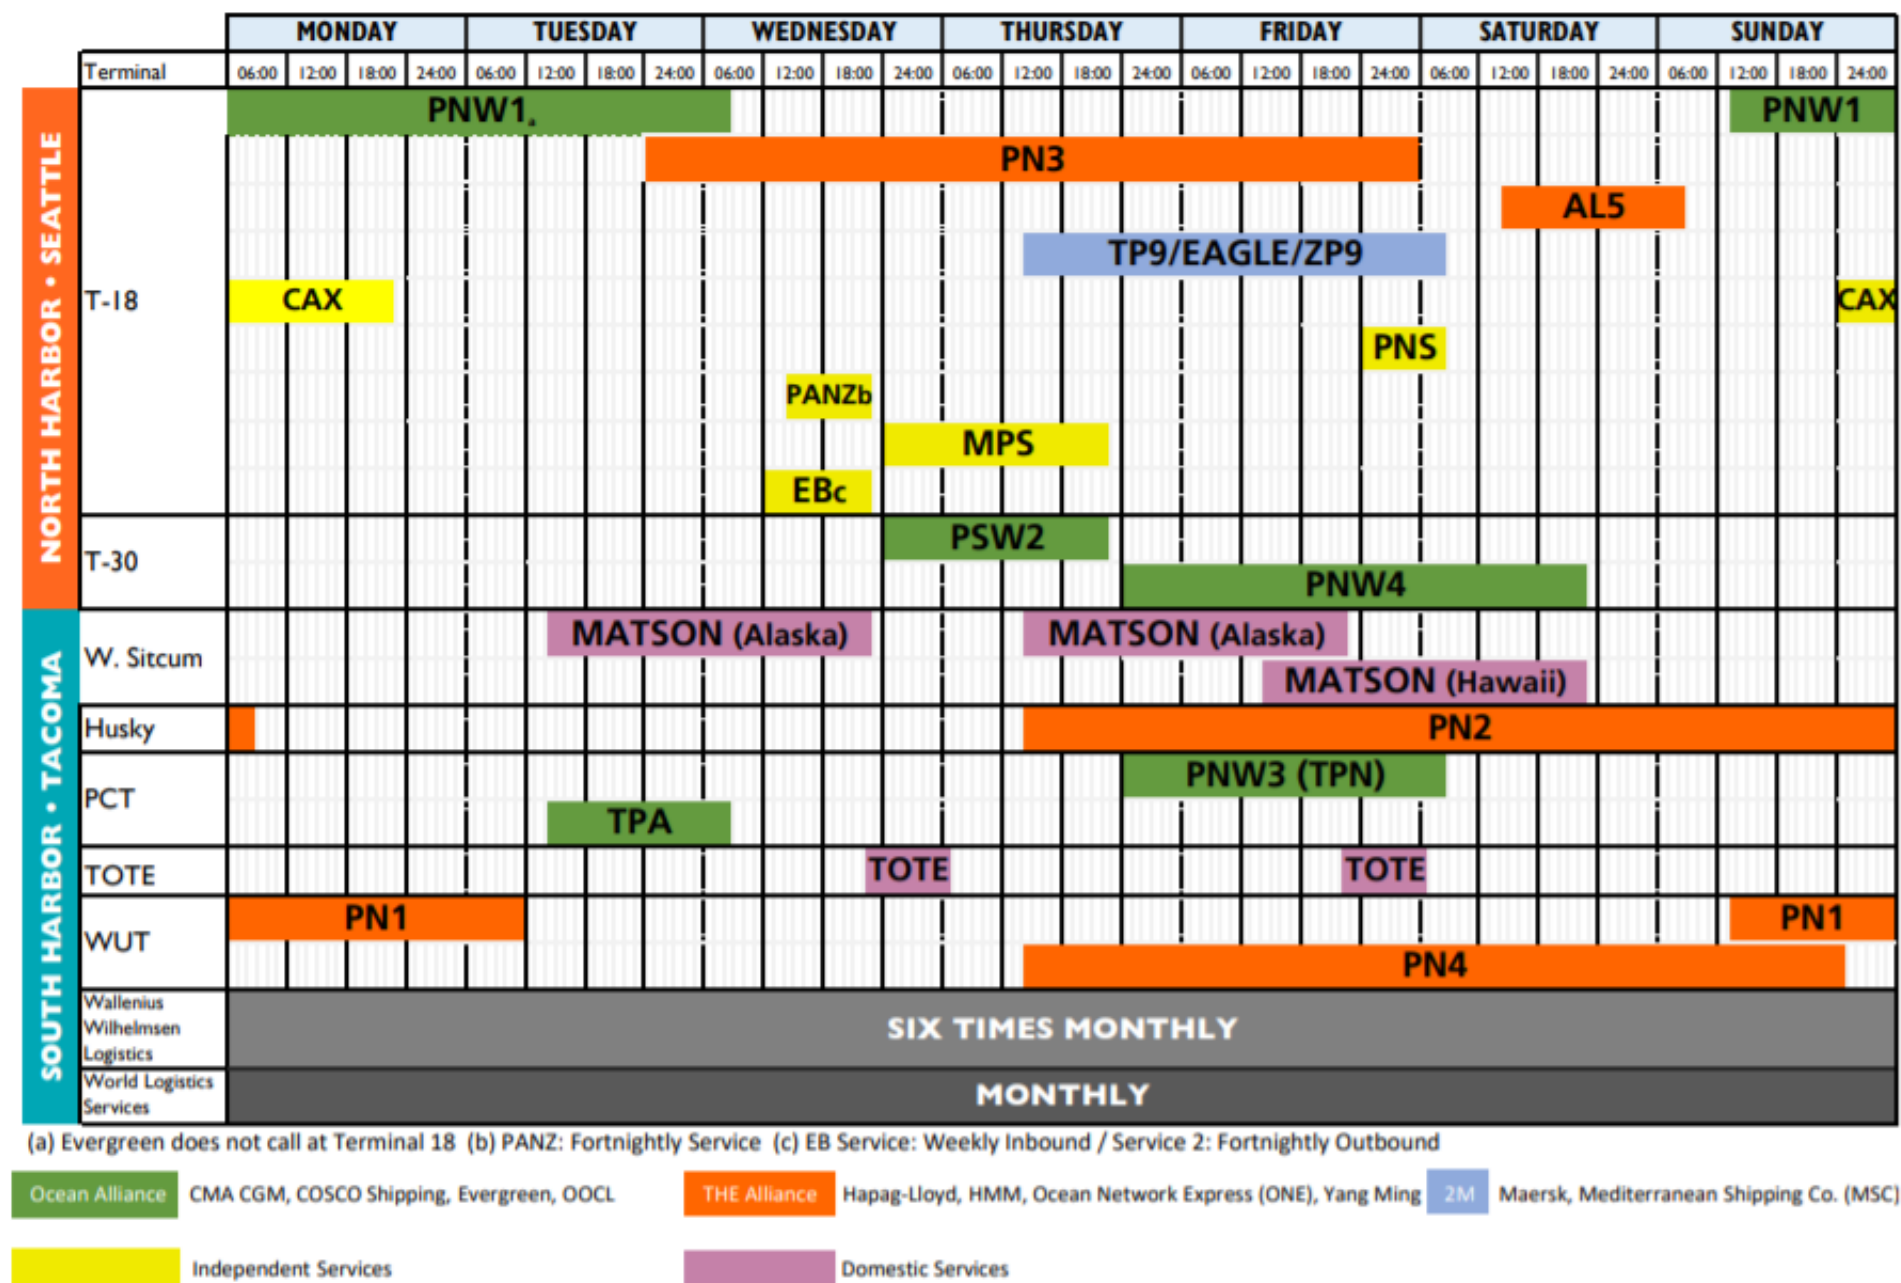 MONDAY TUESDAY WEDNESDAY THURSDAY FRIDAY SATURDAY SUNDAY
Terminal 06:00 12:00 18:00 24:00 06:00 12:00 18:00 24:00 06:00 12:00 18:00 24:00 06:00 12:00 18:00 24:00 06:00 12:00 18:00 24:00 06:00 12:00 18:00 24:00 06:00 12:00 18:00 24:00
NORTH HARBOR • SEATTLE
T-18
PNW1a PNW1
PN3
AL5
TP9/EAGLE/ZP9
CAX CAX
PNS
PANZb
MPS
EBc
T-30
PSW2
PNW4
SOUTH HARBOR • TACOMA
W. Sitcum
MATSON (Alaska) MATSON (Alaska)
MATSON (Hawaii)
Husky PN2
PCT
PNW3 (TPN)
TPA
TOTE TOTE TOTE
WUT
PN1 PN1
PN4
Wallenius
Wilhelmsen
Logistics
SIX TIMES MONTHLY
World Logistics
Services
MONTHLY
(a) Evergreen does not call at Terminal 18 (b) PANZ: Fortnightly Service (c) EB Service: Weekly Inbound / Service 2: Fortnightly Outbound
Ocean Alliance CMA CGM, COSCO Shipping, Evergreen, OOCL THE Alliance Hapag-Lloyd, HMM, Ocean Network Express (ONE), Yang Ming 2M Maersk, Mediterranean Shipping Co. (MSC)
Independent Services Domestic Services